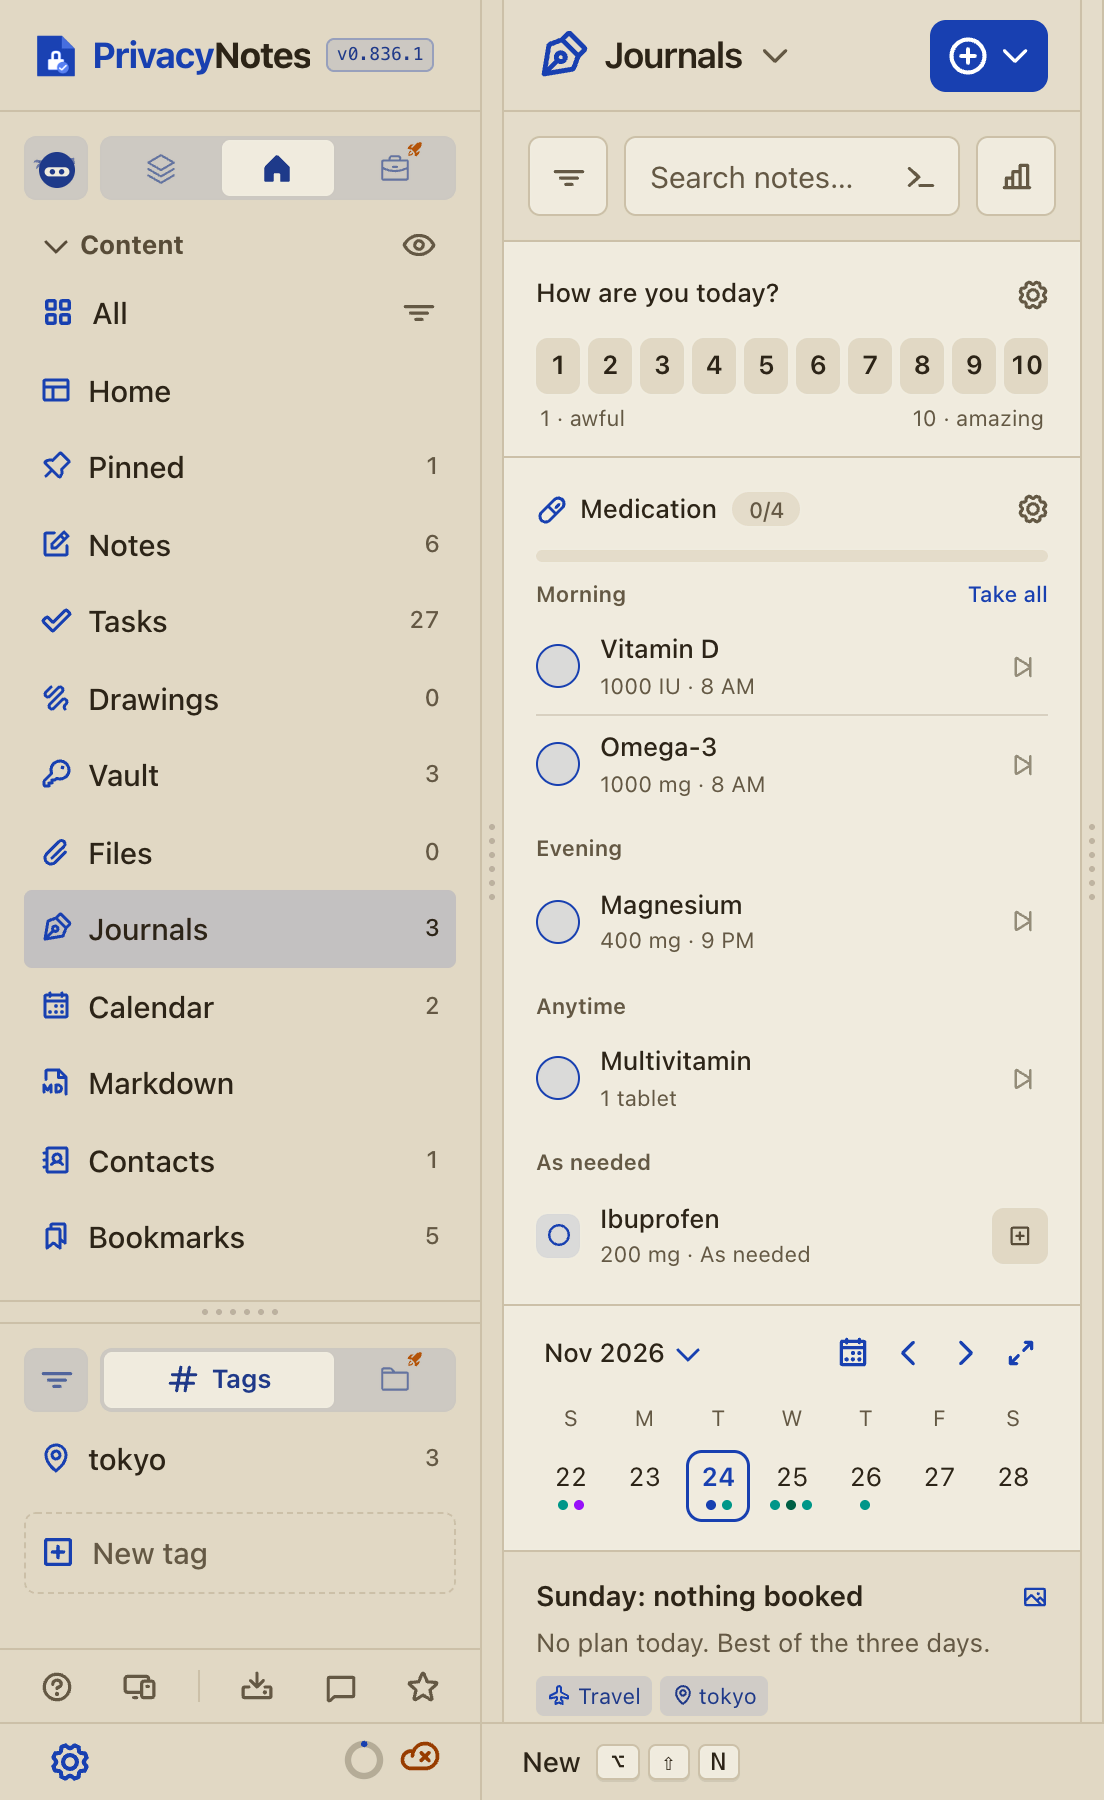 PrivacyNotes v0.836.1
Content
All
Home
Pinned 1
Notes 6
Tasks 27
Drawings 0
Vault 3
Files 0
Journals 3
Calendar 2
MD Markdown
Contacts 1
Bookmarks 5
# Tags
tokyo 3
New tag
Journals
Search notes...
How are you today?
1 2 3 4 5 6 7 8 9 10
1 · awful 10 · amazing
Medication 0/4
Morning Take all
Vitamin D
1000 IU · 8 AM
Omega-3
1000 mg · 8 AM
Evening
Magnesium
400 mg · 9 PM
Anytime
Multivitamin
1 tablet
As needed
Ibuprofen
200 mg · As needed
Nov 2026
S M T W T F S
22 23 24 25 26 27 28
Sunday: nothing booked
No plan today. Best of the three days.
Travel tokyo
New ⌥ ⇧ N